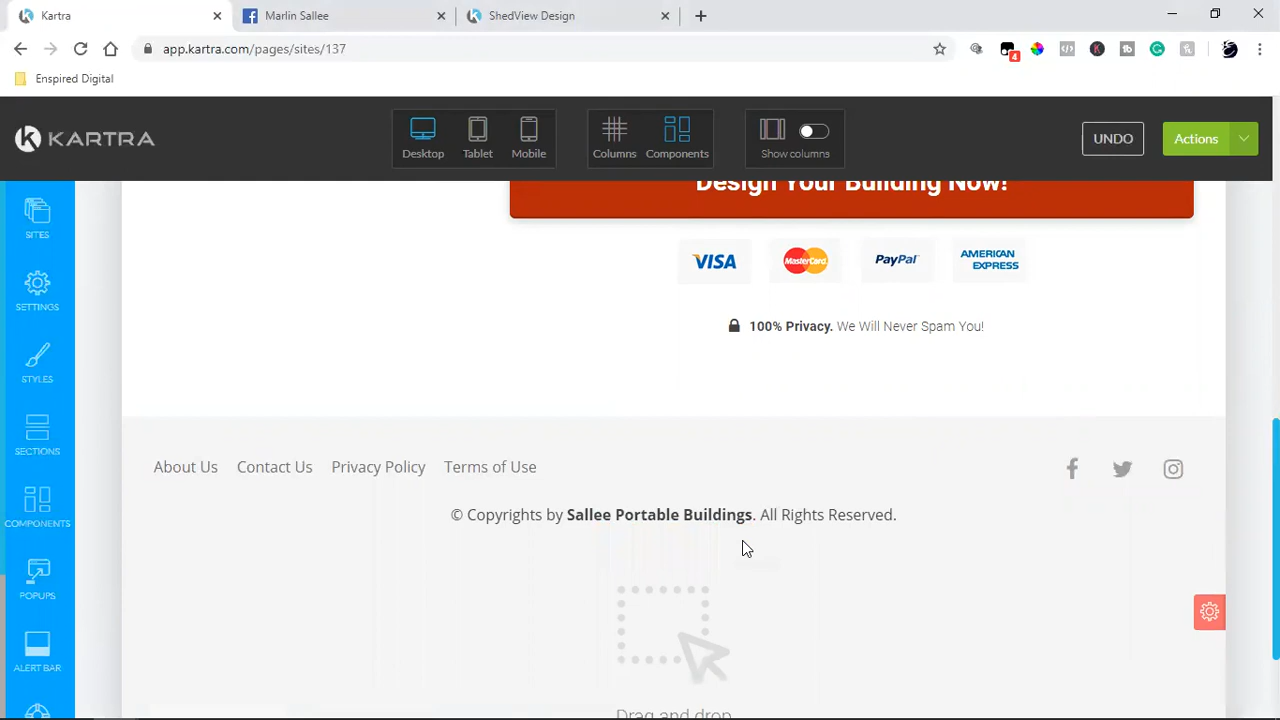 Kartra
Marlin Sallee
ShedView Design
app.kartra.com/pages/sites/137
4
Enspired Digital
KARTRA
Desktop
Tablet
Mobile
Columns
Components
Show columns
UNDO
Actions
SITES
SETTINGS
STYLES
SECTIONS
COMPONENTS
POPUPS
ALERT BAR
Design Your Building Now!
VISA
MasterCard
PayPal
AMERICAN EXPRESS
100% Privacy. We Will Never Spam You!
About Us
Contact Us
Privacy Policy
Terms of Use
© Copyrights by Sallee Portable Buildings. All Rights Reserved.
Drag and drop